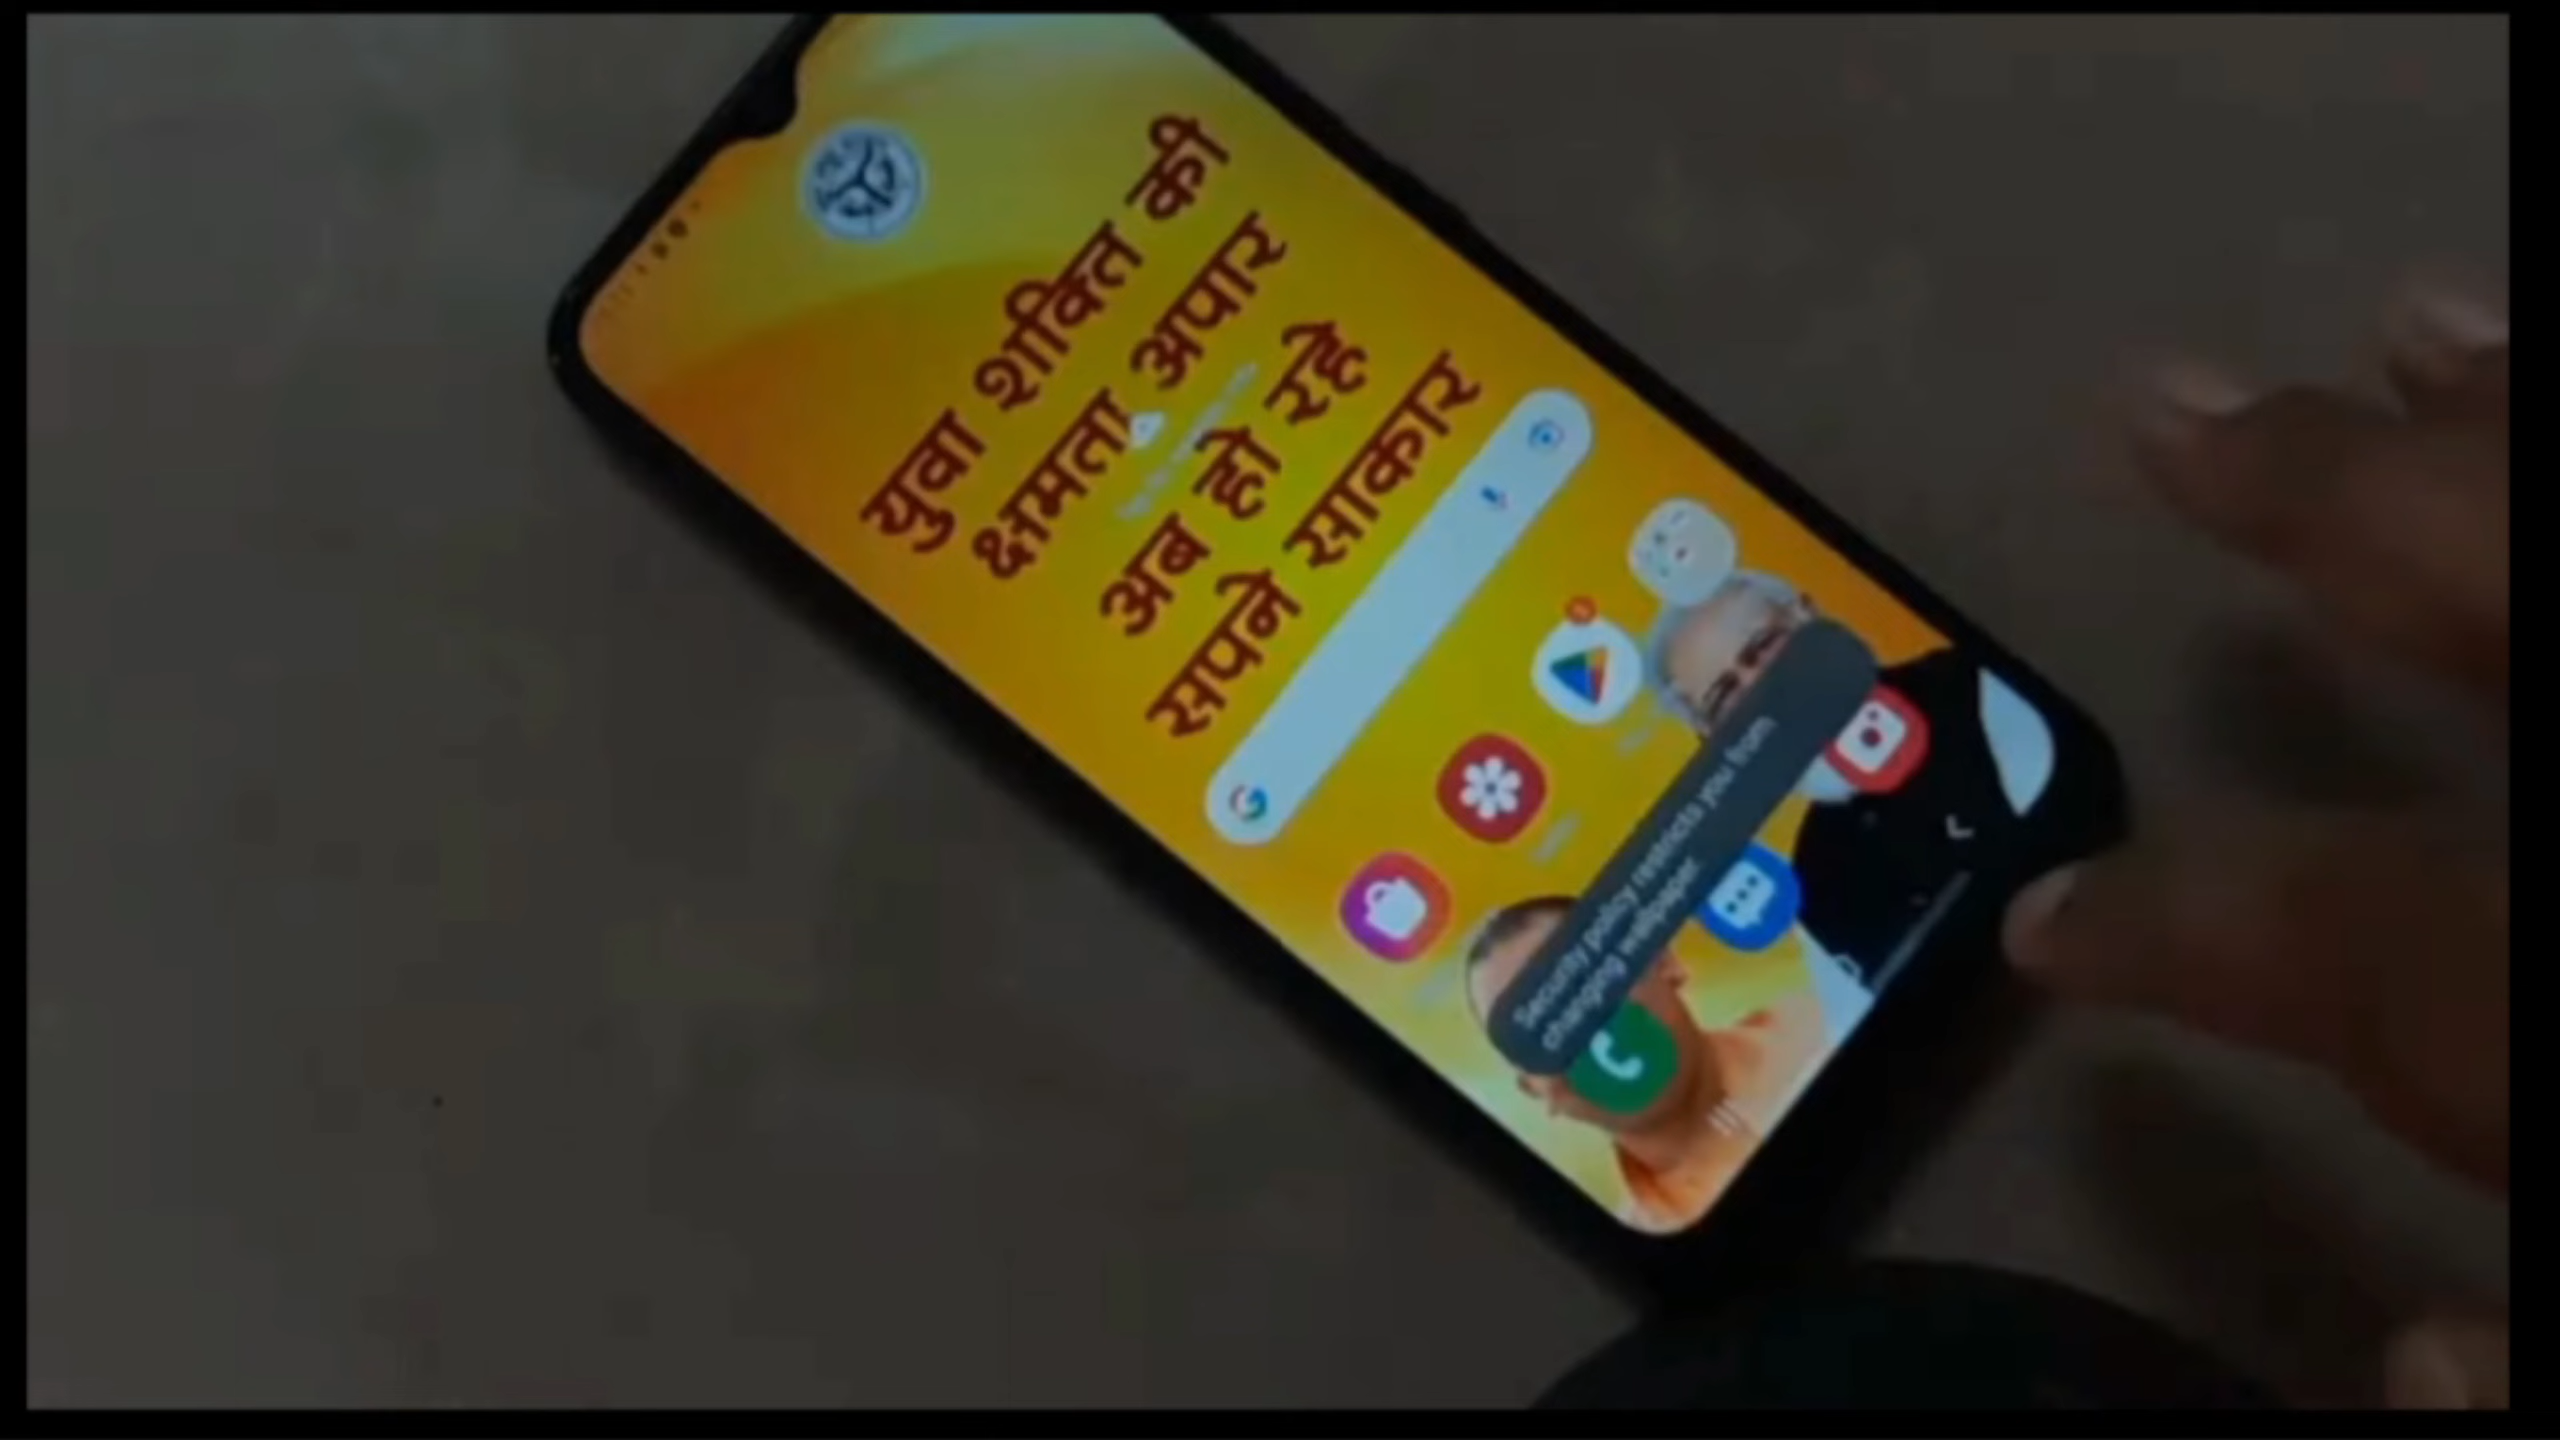 युवा शक्ति की
क्षमता अपार
अब हो रहे
सपने साकार
Security policy restricts you from
changing wallpaper.